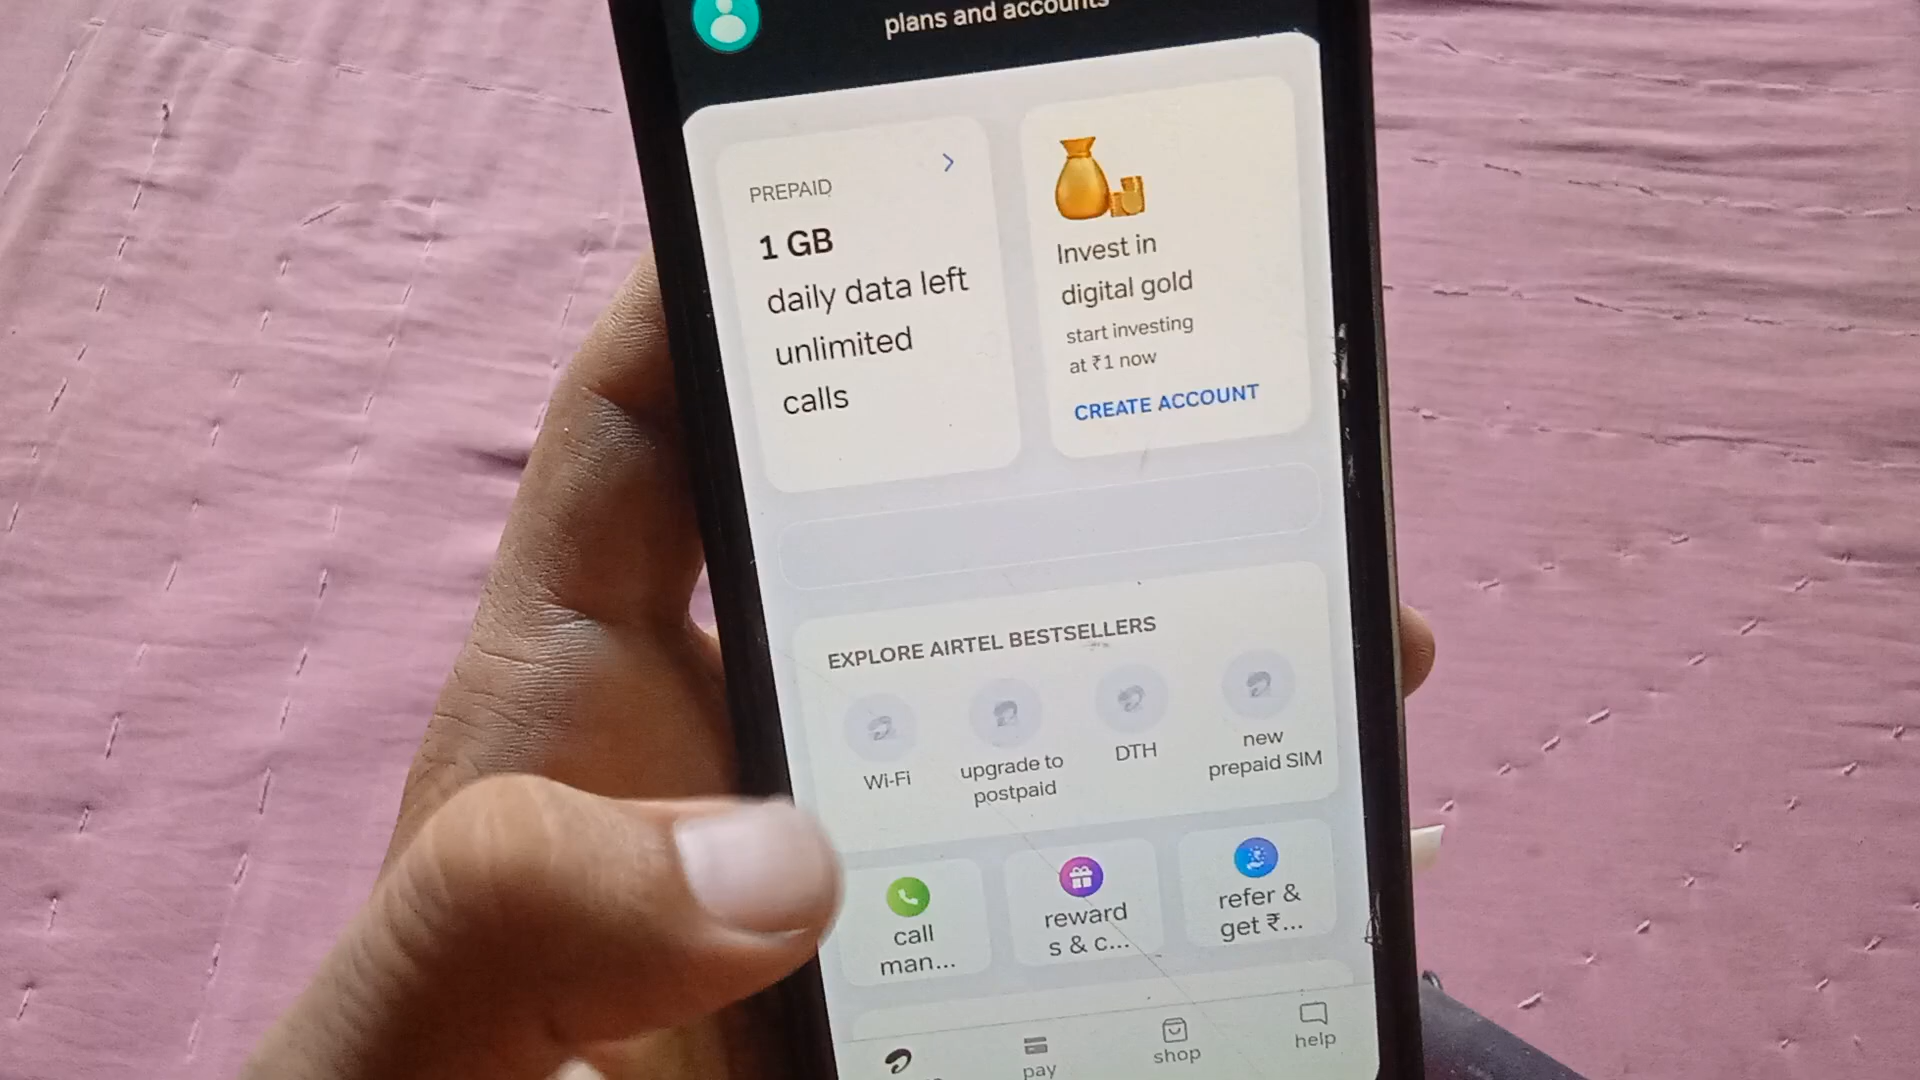 plans and accounts
PREPAID
1 GB
daily data left
unlimited
calls
Invest in
digital gold
start investing
at ₹1 now
CREATE ACCOUNT
EXPLORE AIRTEL BESTSELLERS
Wi-Fi
upgrade to
postpaid
DTH
new
prepaid SIM
call
man...
reward
s & c...
refer &
get ₹...
pay
shop
help